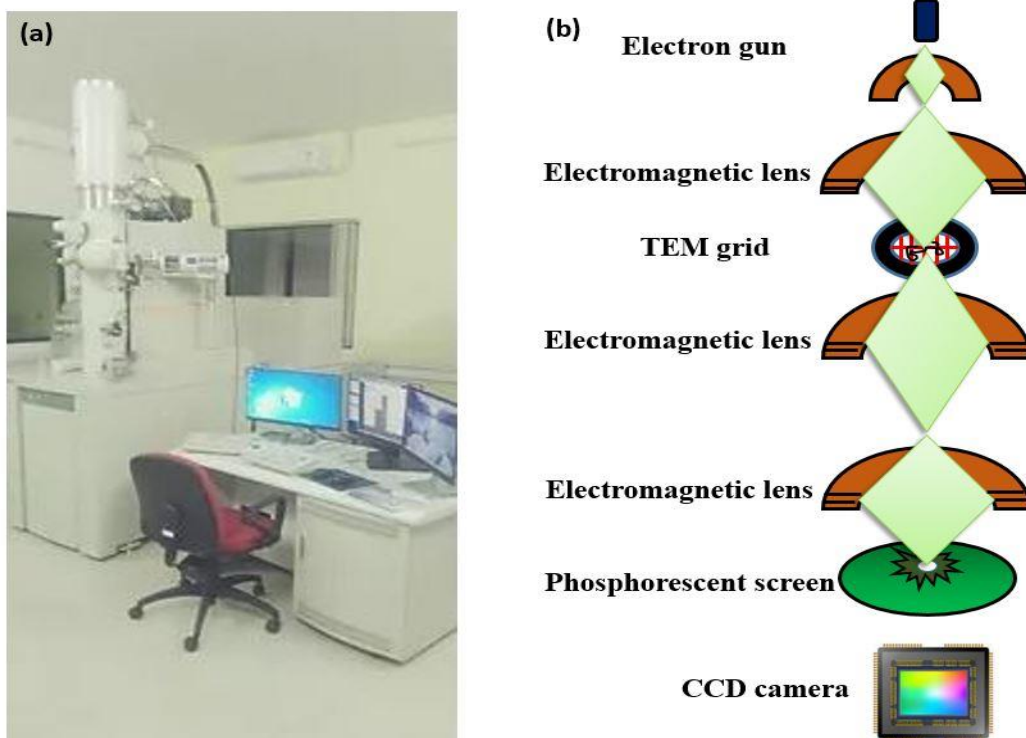 (a)
(b)
Electron gun
Electromagnetic lens
TEM grid
Electromagnetic lens
Electromagnetic lens
Phosphorescent screen
CCD camera